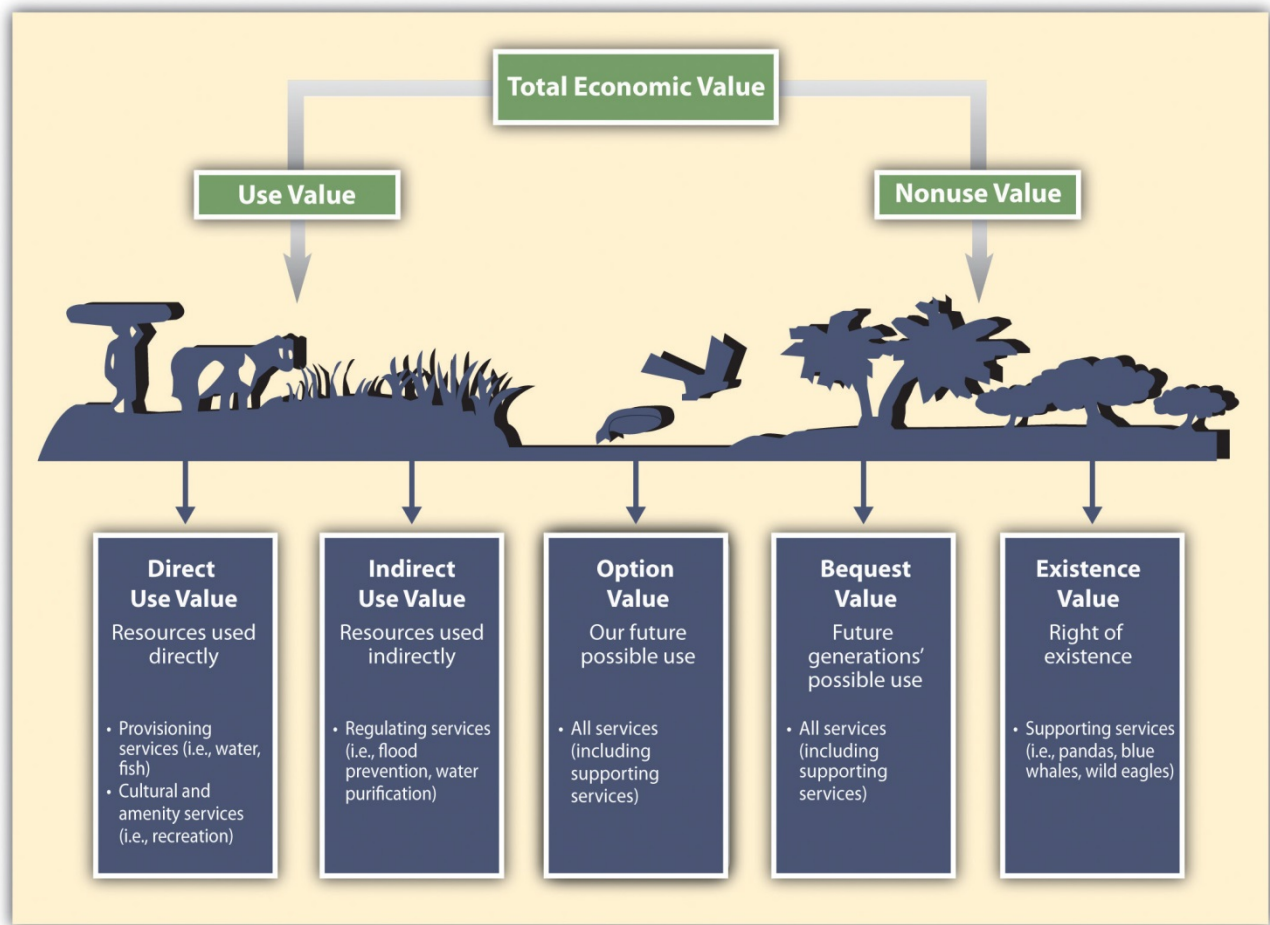 Total Economic Value
Use Value
Nonuse Value
Direct
Use Value
Resources used
directly
• Provisioning
services (i.e., water,
fish)
• Cultural and
amenity services
(i.e., recreation)
Indirect
Use Value
Resources used
indirectly
• Regulating services
(i.e., flood
prevention, water
purification)
Option
Value
Our future
possible use
• All services
(including
supporting
services)
Bequest
Value
Future
generations'
possible use
• All services
(including
supporting
services)
Existence
Value
Right of
existence
• Supporting services
(i.e., pandas, blue
whales, wild eagles)